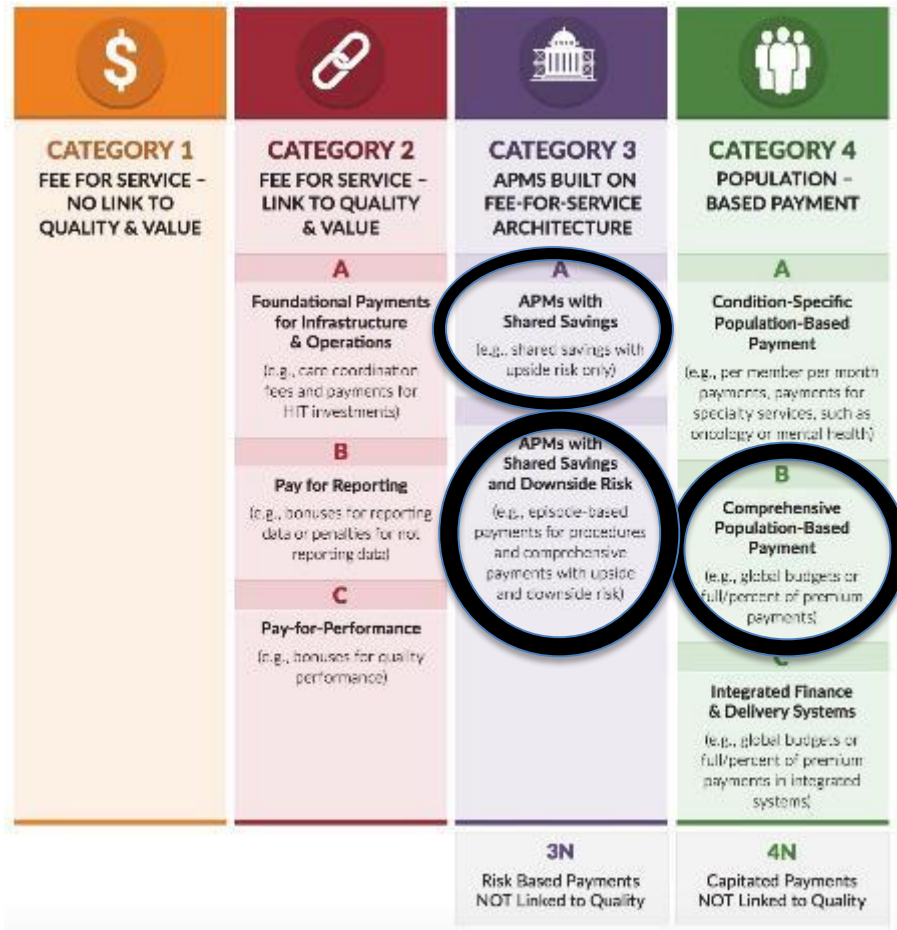 $
CATEGORY 1
FEE FOR SERVICE –
NO LINK TO
QUALITY & VALUE
CATEGORY 2
FEE FOR SERVICE –
LINK TO QUALITY
& VALUE
A
Foundational Payments
for Infrastructure
& Operations
(e.g., care coordination
fees and payments for
HIT investments)
B
Pay for Reporting
(e.g., bonuses for reporting
data or penalties for not
reporting data)
C
Pay-for-Performance
(e.g., bonuses for quality
performance)
CATEGORY 3
APMS BUILT ON
FEE-FOR-SERVICE
ARCHITECTURE
A
APMs with
Shared Savings
(e.g., shared savings with
upside risk only)
APMs with
Shared Savings
and Downside Risk
(e.g., episode-based
payments for procedures
and comprehensive
payments with upside
and downside risk)
3N
Risk Based Payments
NOT Linked to Quality
CATEGORY 4
POPULATION –
BASED PAYMENT
A
Condition-Specific
Population-Based
Payment
(e.g., per member per month
payments, payments for
specialty services, such as
oncology or mental health)
B
Comprehensive
Population-Based
Payment
(e.g., global budgets or
full/percent of premium
payments)
C
Integrated Finance
& Delivery Systems
(e.g., global budgets or
full/percent of premium
payments in integrated
systems)
4N
Capitated Payments
NOT Linked to Quality